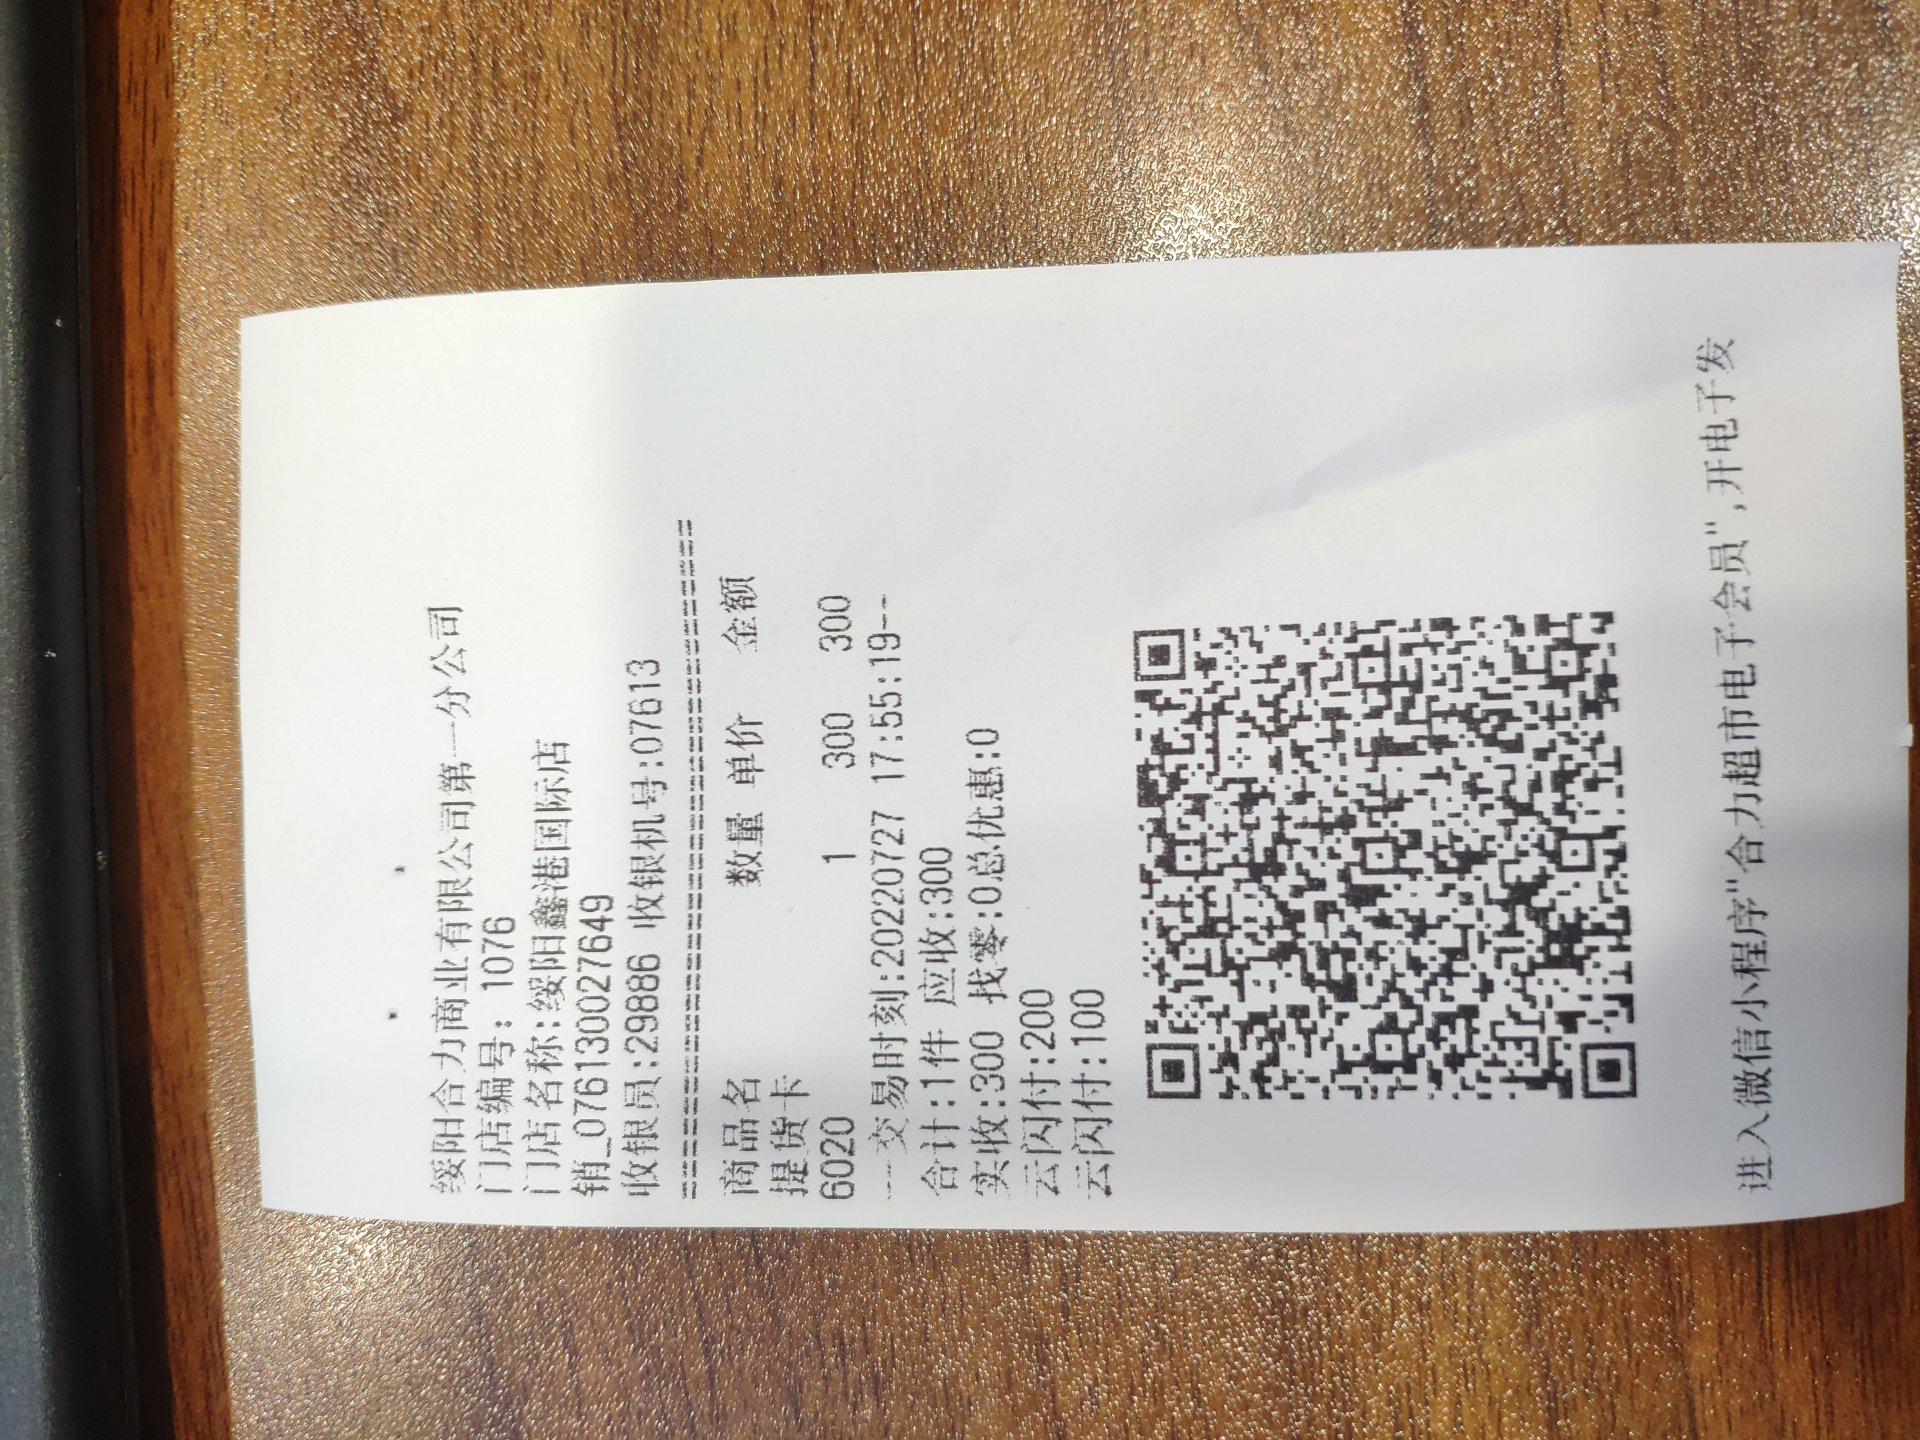 绥阳合力商业有限公司第一分公司
门店编号: 1076
门店名称:绥阳鑫港国际店
销_076130027649
收银员:29886 收银机号:07613
==========================================
商品名 数量 单价 金额
提货卡
6020 1 300 300
---交易时刻:20220727 17:55:19--
合计:1件 应收:300
实收:300 找零:0总优惠:0
云闪付:200
云闪付:100
进入微信小程序"合力超市电子会员",开电子发